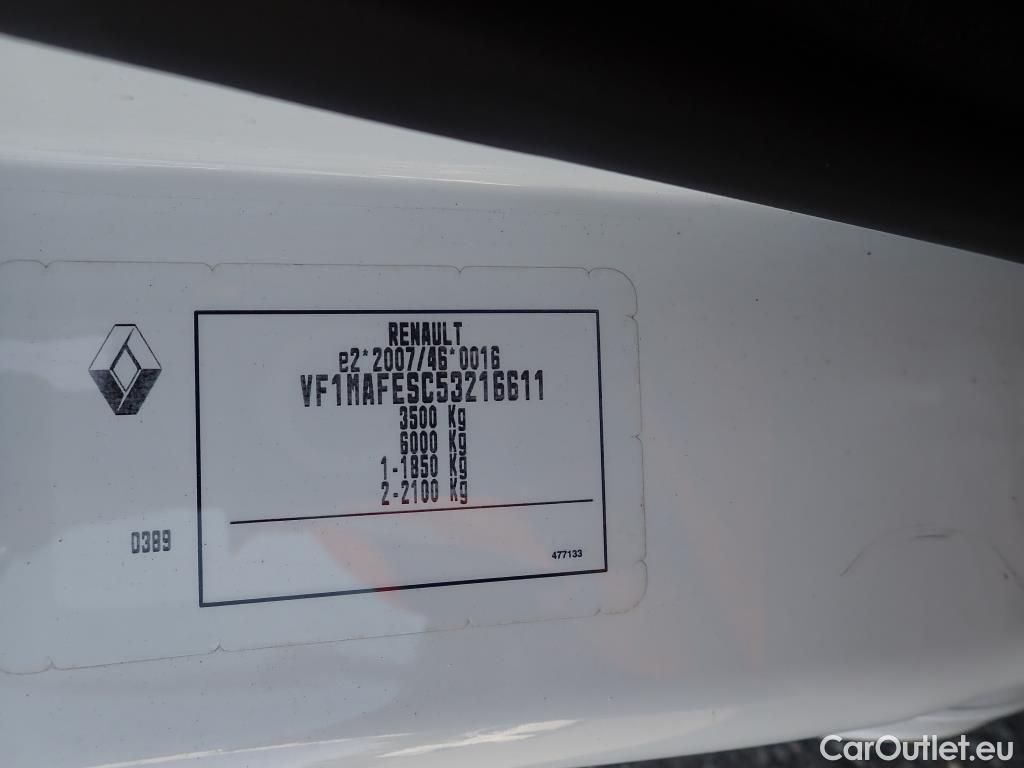 RENAULT
e2*2007/46*0016
VF1MAFESC53216611
3500 Kg
6000 Kg
1-1850 Kg
2-2100 Kg
0389
477133
CarOutlet.eu